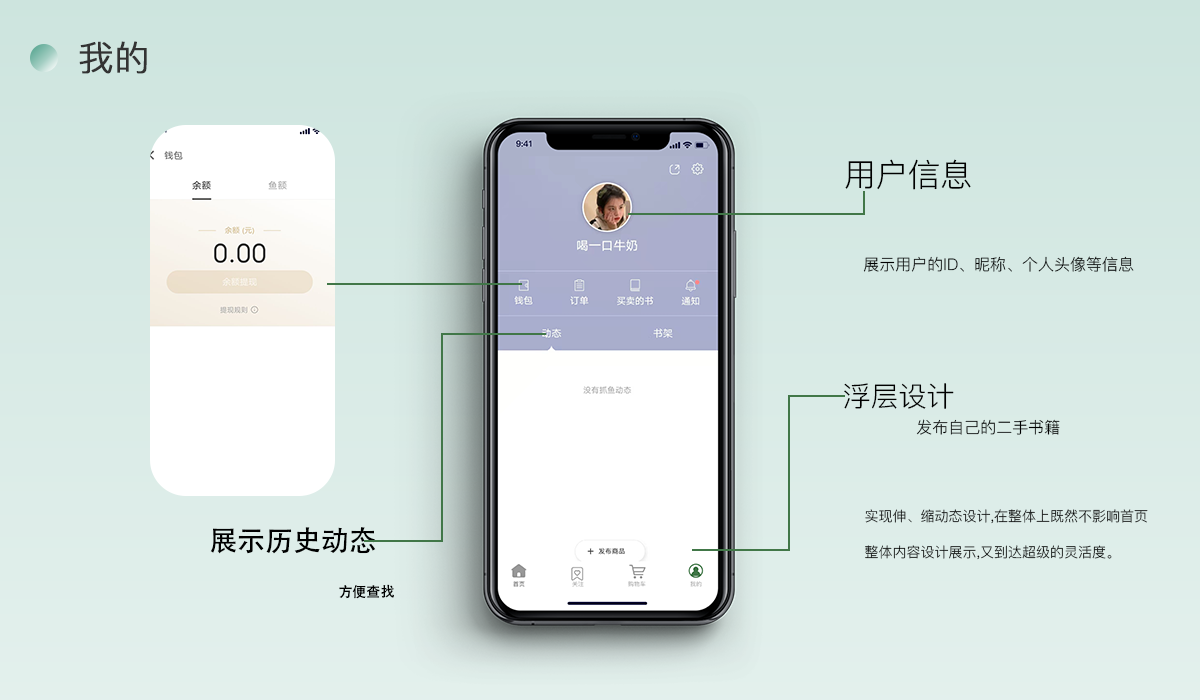 我的
钱包
余额
鱼额
余额 (元)
0.00
提现规则
展示历史动态
方便查找
9:41
喝一口牛奶
钱包
订单
买卖的书
通知
动态
书架
没有抓鱼动态
+ 发布商品
首页
关注
购物车
我的
用户信息
展示用户的ID、昵称、个人头像等信息
浮层设计
发布自己的二手书籍
实现伸、缩动态设计,在整体上既然不影响首页
整体内容设计展示,又到达超级的灵活度。